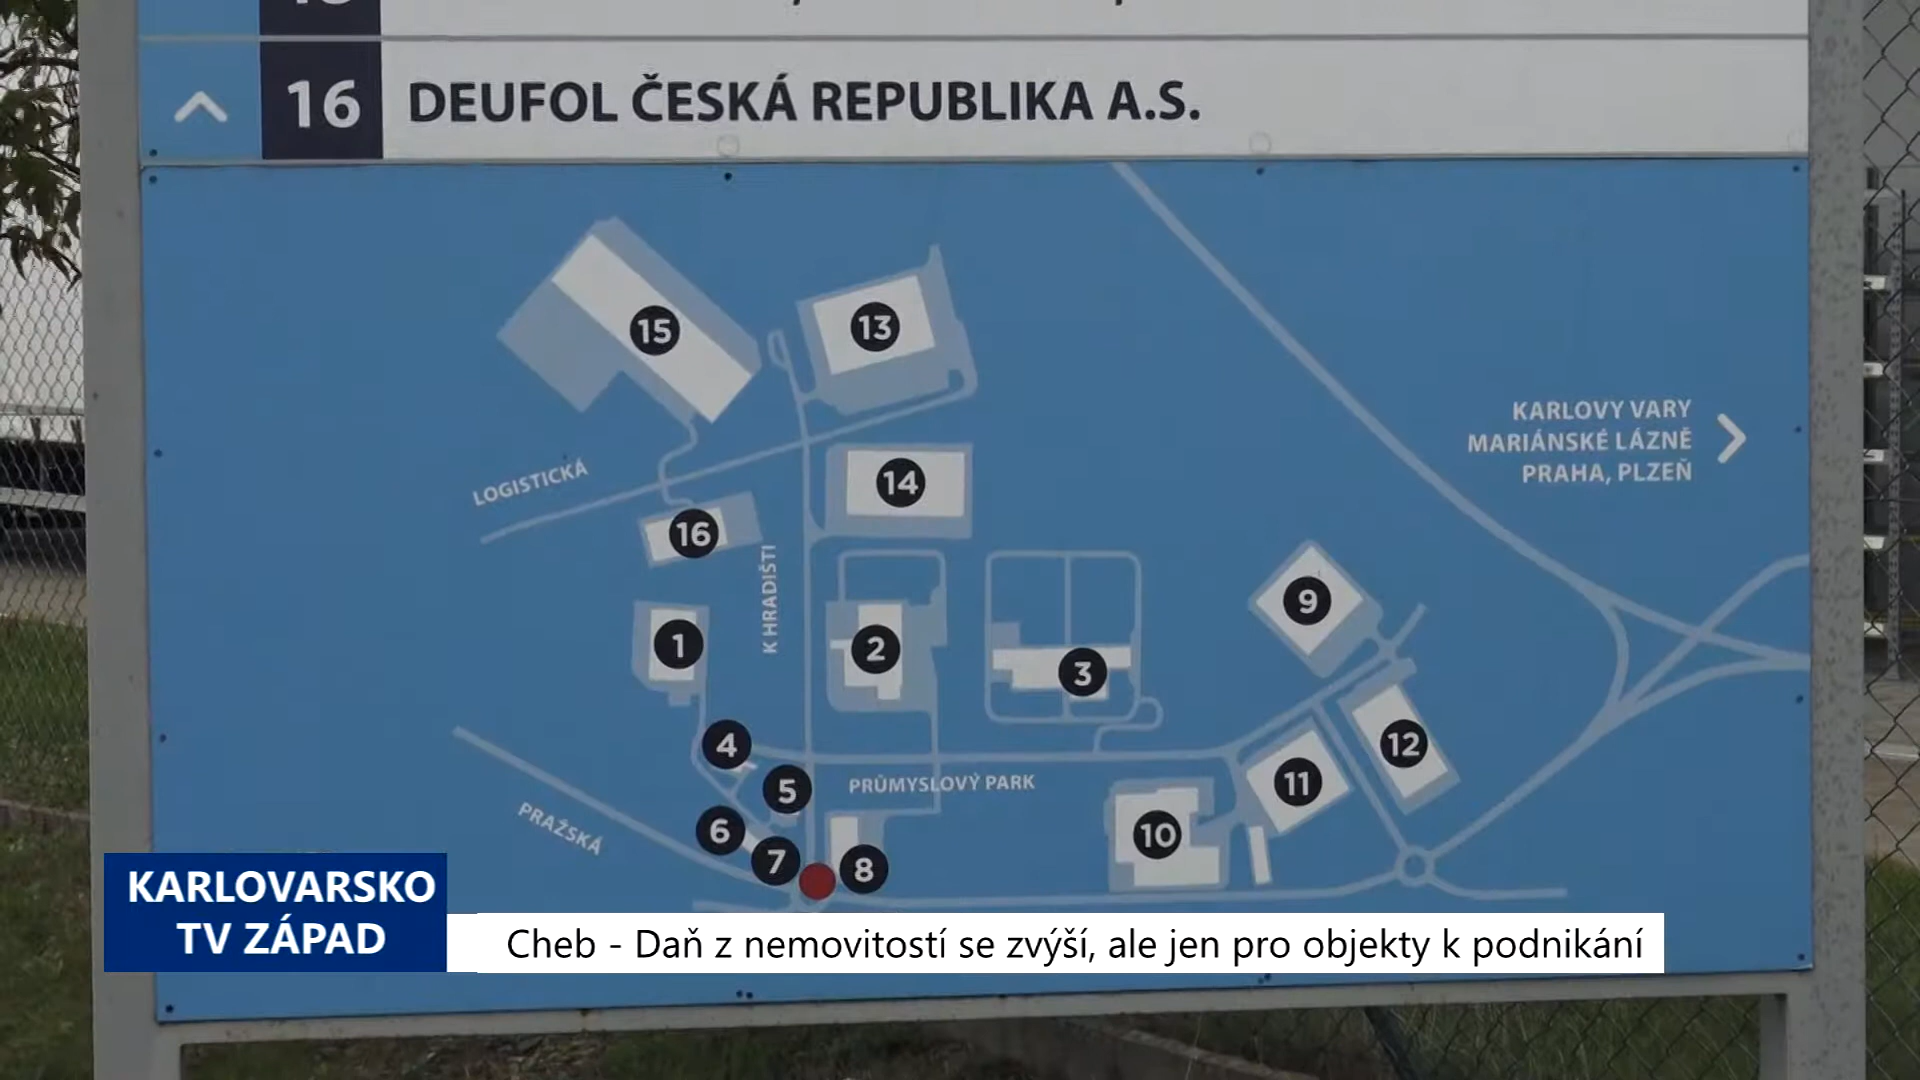 16 DEUFOL ČESKÁ REPUBLIKA A.S.
15
13
KARLOVY VARY
MARIÁNSKÉ LÁZNĚ
PRAHA, PLZEŇ
LOGISTICKÁ
14
16
K HRADIŠTI
9
1
2
3
4
12
5
PRŮMYSLOVÝ PARK
11
PRAŽSKÁ
6
10
7
8
KARLOVARSKO
TV ZÁPAD
Cheb - Daň z nemovitostí se zvýší, ale jen pro objekty k podnikání